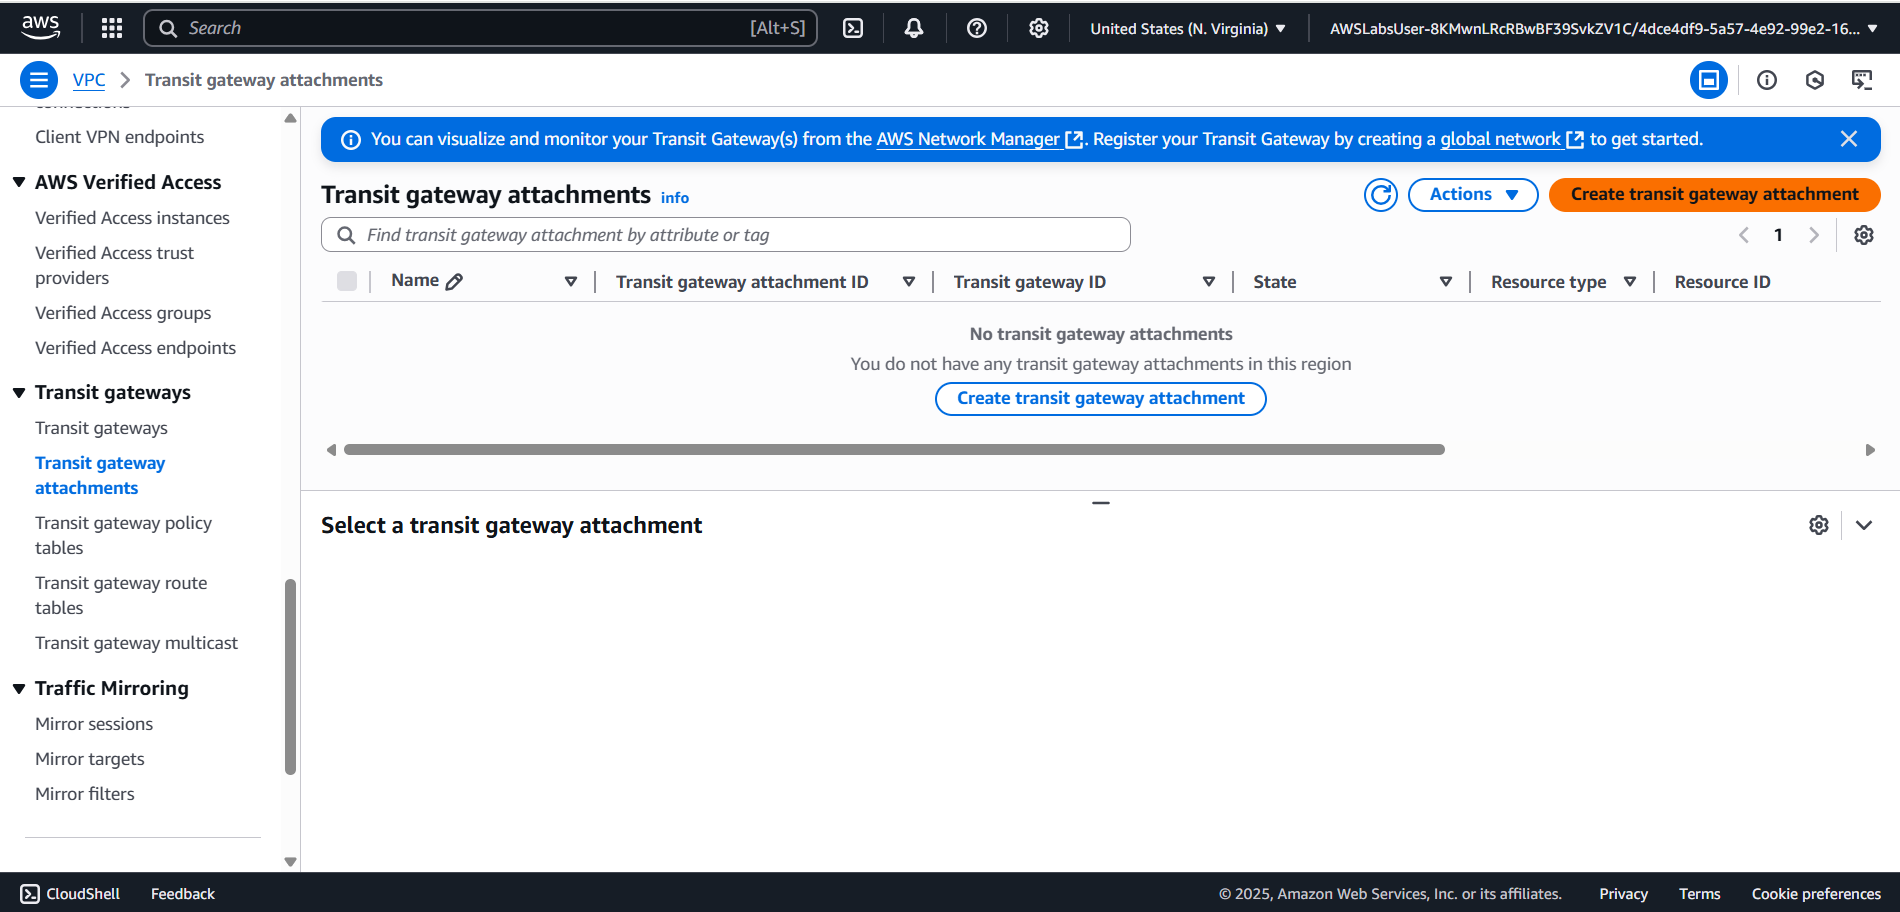 aws
Search
[Alt+S]
United States (N. Virginia)
AWSLabsUser-8KMwnLRcRBwBF39SvkZV1C/4dce4df9-5a57-4e92-99e2-16...
VPC
Transit gateway attachments
connections
Client VPN endpoints
AWS Verified Access
Verified Access instances
Verified Access trust
providers
Verified Access groups
Verified Access endpoints
Transit gateways
Transit gateways
Transit gateway
attachments
Transit gateway policy
tables
Transit gateway route
tables
Transit gateway multicast
Traffic Mirroring
Mirror sessions
Mirror targets
Mirror filters
You can visualize and monitor your Transit Gateway(s) from the AWS Network Manager. Register your Transit Gateway by creating a global network to get started.
Transit gateway attachments info
Actions
Create transit gateway attachment
Find transit gateway attachment by attribute or tag
1
Name
Transit gateway attachment ID
Transit gateway ID
State
Resource type
Resource ID
No transit gateway attachments
You do not have any transit gateway attachments in this region
Create transit gateway attachment
Select a transit gateway attachment
CloudShell
Feedback
© 2025, Amazon Web Services, Inc. or its affiliates.
Privacy
Terms
Cookie preferences